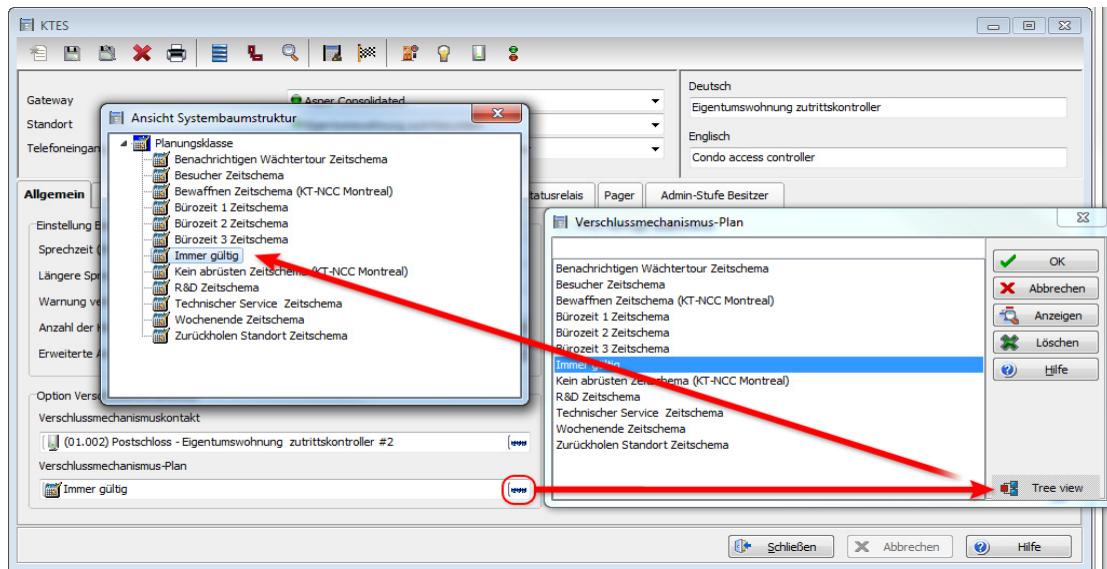 KTES
Gateway
Asper Consolidated
Standort
Telefoneingan
Deutsch
Eigentumswohnung zutrittskontroller
Englisch
Condo access controller
Allgemein
tatusrelais
Pager
Admin-Stufe Besitzer
Einstellung E
Sprechzeit (
Längere Spr
Warnung ve
Anzahl der
Erweiterte
Option Vers
Verschlussmechanismuskontakt
(01.002) Postschloss - Eigentumswohnung zutrittskontroller #2
Verschlussmechanismus-Plan
Immer gültig
Schließen
Abbrechen
Hilfe
Ansicht Systembaumstruktur
Planungsklasse
Benachrichtigen Wächtertour Zeitschema
Besucher Zeitschema
Bewaffnen Zeitschema (KT-NCC Montreal)
Bürozeit 1 Zeitschema
Bürozeit 2 Zeitschema
Bürozeit 3 Zeitschema
Immer gültig
Kein abrüsten Zeitschema (KT-NCC Montreal)
R&D Zeitschema
Technischer Service Zeitschema
Wochenende Zeitschema
Zurückholen Standort Zeitschema
Verschlussmechanismus-Plan
Benachrichtigen Wächtertour Zeitschema
Besucher Zeitschema
Bewaffnen Zeitschema (KT-NCC Montreal)
Bürozeit 1 Zeitschema
Bürozeit 2 Zeitschema
Bürozeit 3 Zeitschema
Immer gültig
Kein abrüsten Zeitschema (KT-NCC Montreal)
R&D Zeitschema
Technischer Service Zeitschema
Wochenende Zeitschema
Zurückholen Standort Zeitschema
OK
Abbrechen
Anzeigen
Löschen
Hilfe
Tree view